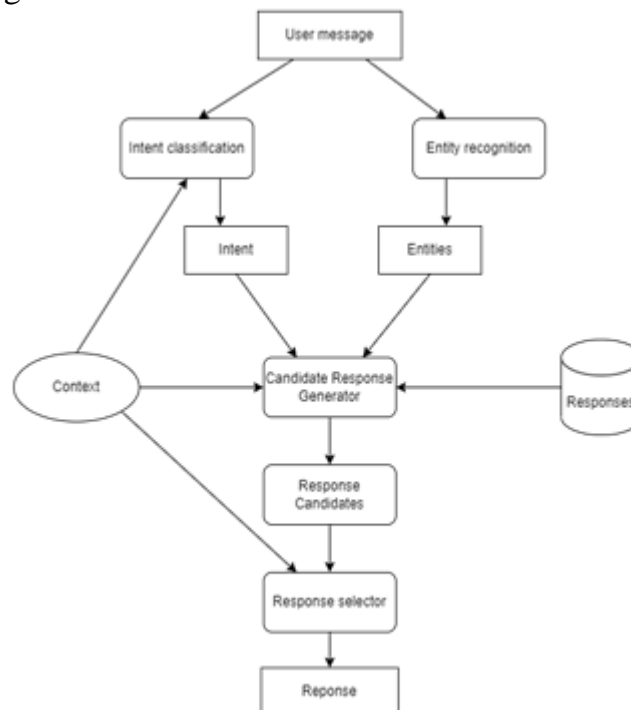 User message
Intent classification
Entity recognition
Intent
Entities
Context
Candidate Response
Generator
Responses
Response
Candidates
Response selector
Reponse